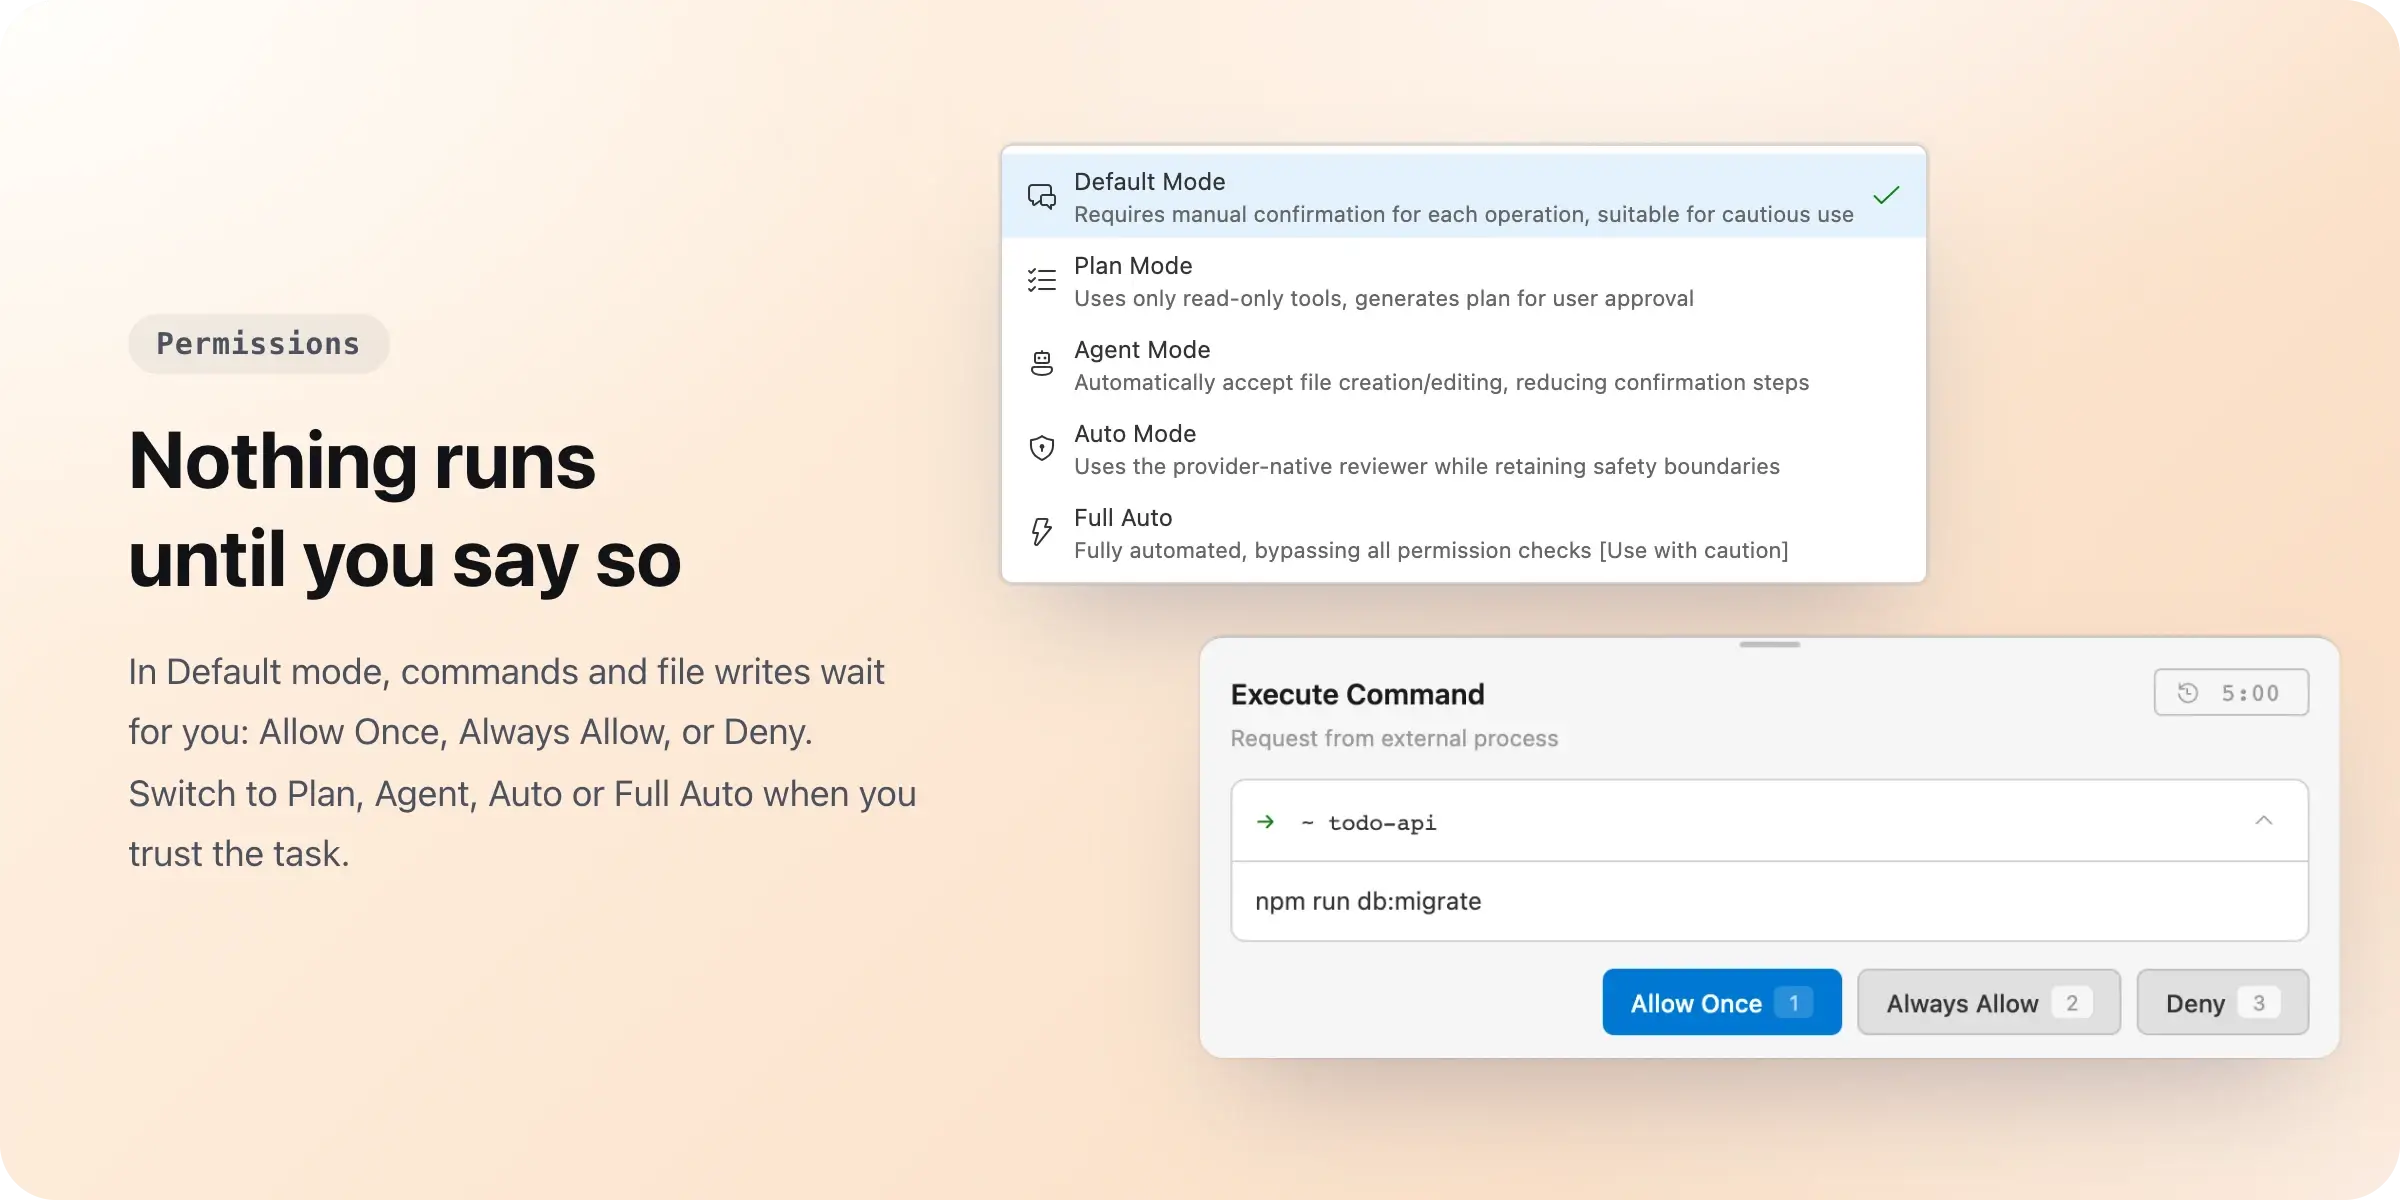 Permissions
Nothing runs
until you say so
In Default mode, commands and file writes wait
for you: Allow Once, Always Allow, or Deny.
Switch to Plan, Agent, Auto or Full Auto when you
trust the task.
Default Mode
Requires manual confirmation for each operation, suitable for cautious use
Plan Mode
Uses only read-only tools, generates plan for user approval
Agent Mode
Automatically accept file creation/editing, reducing confirmation steps
Auto Mode
Uses the provider-native reviewer while retaining safety boundaries
Full Auto
Fully automated, bypassing all permission checks [Use with caution]
Execute Command
5:00
Request from external process
~ todo-api
npm run db:migrate
Allow Once 1
Always Allow 2
Deny 3